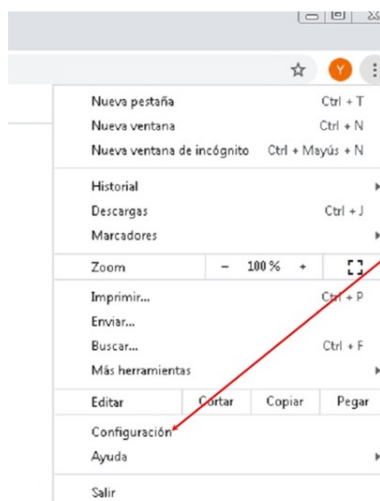 Y
Nueva pestaña Ctrl + T
Nueva ventana Ctrl + N
Nueva ventana de incógnito Ctrl + Mayús + N
Historial
Descargas Ctrl + J
Marcadores
Zoom - 100 % +
Imprimir... Ctrl + P
Enviar...
Buscar... Ctrl + F
Más herramientas
Editar Cortar Copiar Pegar
Configuración
Ayuda
Salir